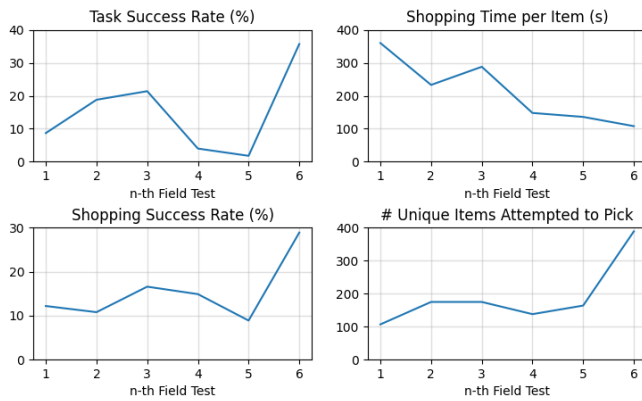 Task Success Rate (%)
40
30
20
10
0
1 2 3 4 5 6
n-th Field Test
Shopping Time per Item (s)
400
300
200
100
0
1 2 3 4 5 6
n-th Field Test
Shopping Success Rate (%)
30
20
10
0
1 2 3 4 5 6
n-th Field Test
# Unique Items Attempted to Pick
400
300
200
100
0
1 2 3 4 5 6
n-th Field Test